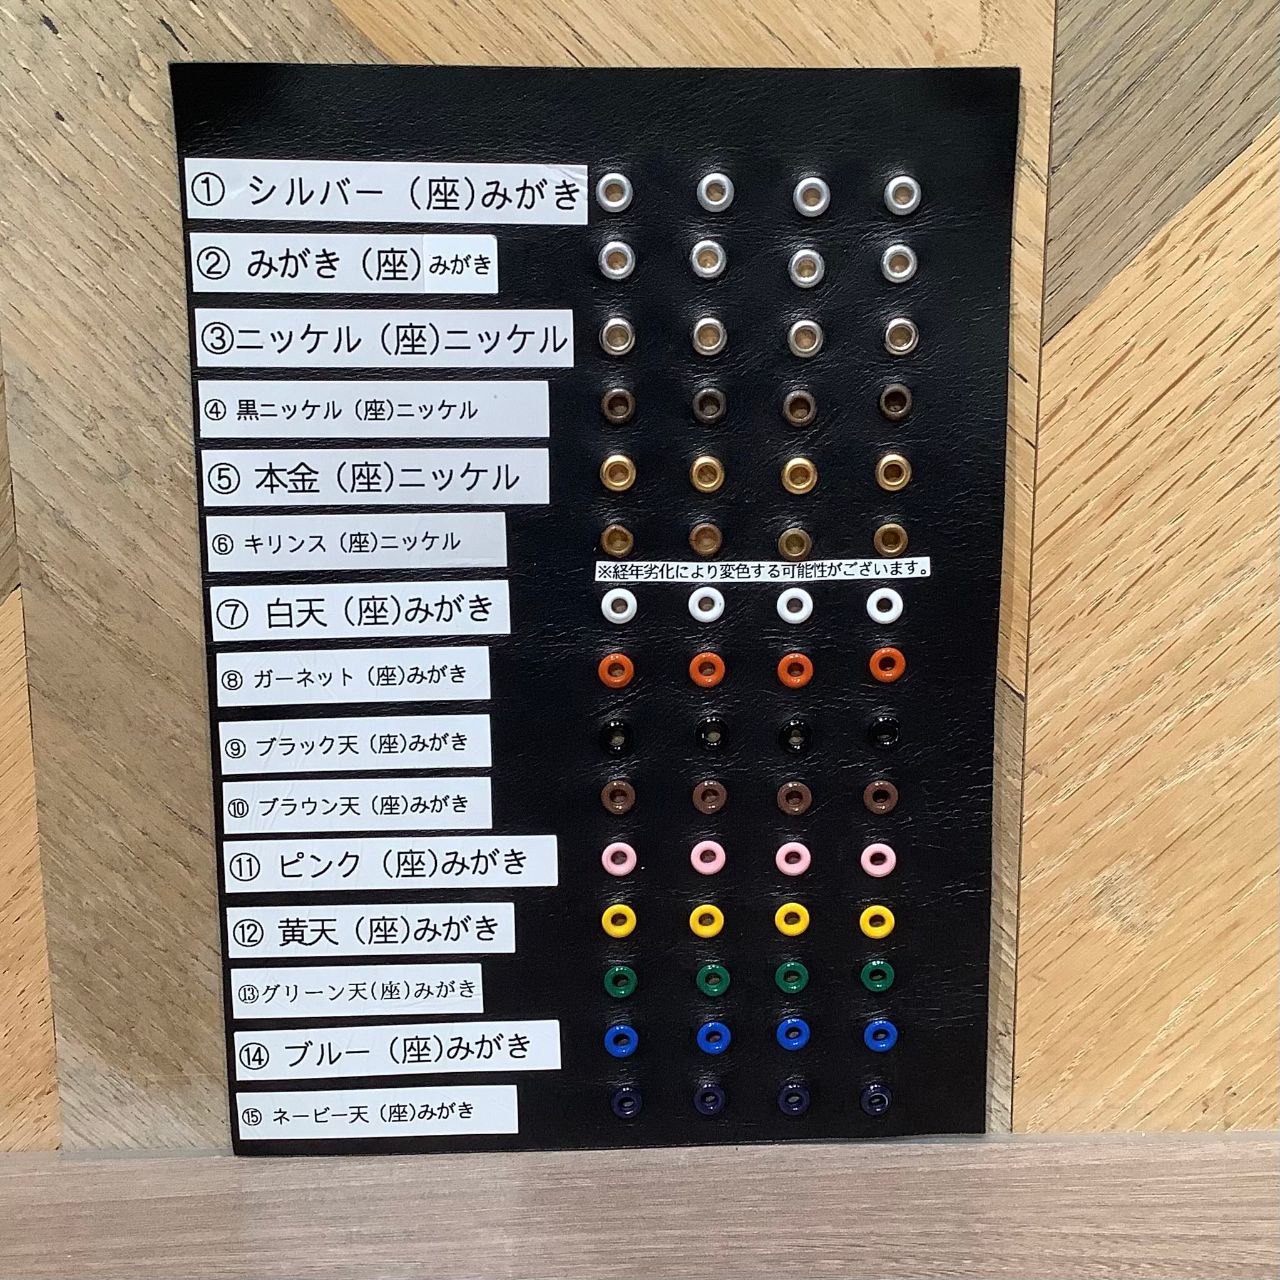 ① シルバー（座）みがき
② みがき（座）みがき
③ニッケル（座）ニッケル
④ 黒ニッケル（座）ニッケル
⑤ 本金（座）ニッケル
⑥ キリンス（座）ニッケル
※経年劣化により変色する可能性がございます。
⑦ 白天（座）みがき
⑧ ガーネット（座）みがき
⑨ ブラック天（座）みがき
⑩ ブラウン天（座）みがき
⑪ ピンク（座）みがき
⑫ 黄天（座）みがき
⑬グリーン天（座）みがき
⑭ ブルー（座）みがき
⑮ ネービー天（座）みがき